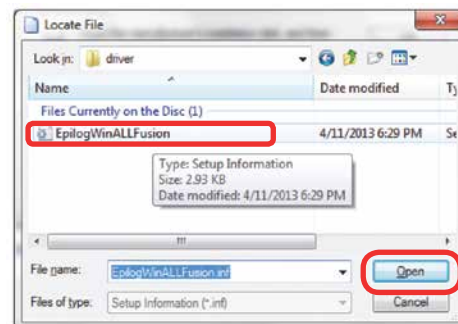 Locate File
Look in: driver
Name Date modified Ty
Files Currently on the Disc (1)
EpilogWinALLFusion 4/11/2013 6:29 PM Se
Type: Setup Information
Size: 2.93 KB
Date modified: 4/11/2013 6:29 PM
File name: EpilogWinALLFusion.inf Open
Files of type: Setup Information (*.inf) Cancel